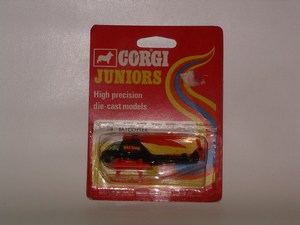 CORGI
JUNIORS
High precision
die-cast models